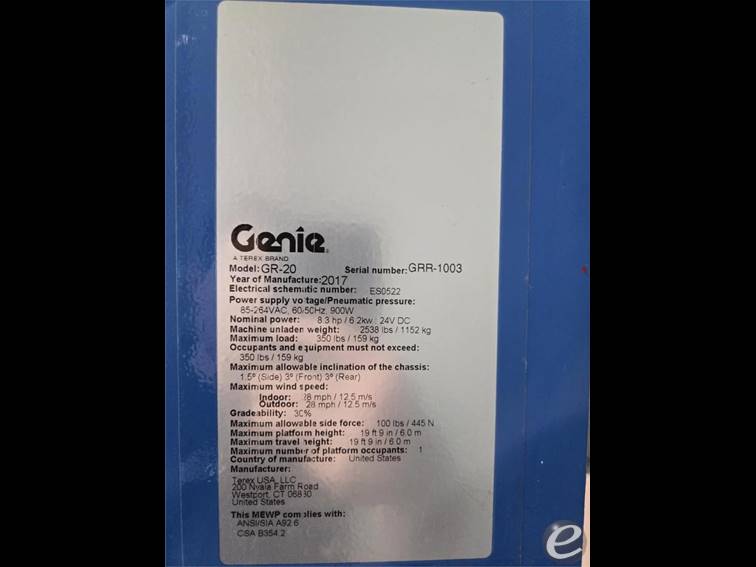 Genie
A TEREX BRAND
Model: GR-20 Serial number: GRR-1003
Year of Manufacture: 2017
Electrical schematic number: ES0522
Power supply voltage/Pneumatic pressure:
85-264VAC, 60/50Hz, 900W
Nominal power: 8.3 hp / 6.2kw : 24V DC
Machine unladen weight: 2538 lbs / 1152 kg
Maximum load: 350 lbs / 159 kg
Occupants and equipment must not exceed:
350 lbs / 159 kg
Maximum allowable inclination of the chassis:
1.5° (Side) 3° (Front) 3° (Rear)
Maximum wind speed:
Indoor: 28 mph / 12.5 m/s
Outdoor: 28 mph / 12.5 m/s
Gradeability: 30%
Maximum allowable side force: 100 lbs / 445 N
Maximum platform height: 19 ft 9 in / 6.0 m
Maximum travel height: 19 ft 9 in / 6.0 m
Maximum number of platform occupants: 1
Country of manufacture: United States
Manufacturer:
Terex USA, LLC
200 Nyala Farm Road
Westport, CT 06880
United States
This MEWP complies with:
ANSI/SIA A92.6
CSA B354.2
e